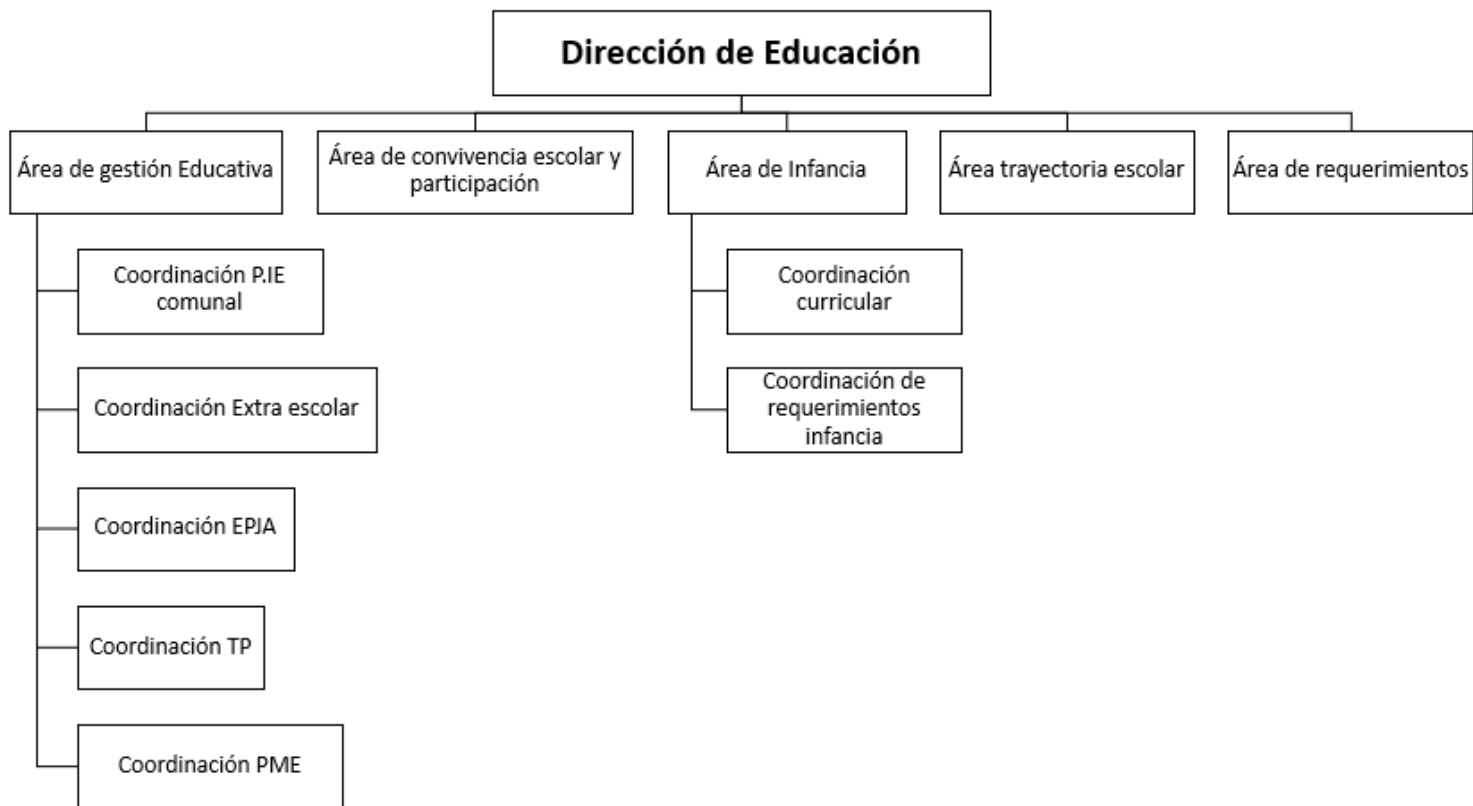 Dirección de Educación
Área de gestión Educativa
Área de convivencia escolar y
participación
Área de Infancia
Área trayectoria escolar
Área de requerimientos
Coordinación P.IE
comunal
Coordinación Extra escolar
Coordinación EPJA
Coordinación TP
Coordinación PME
Coordinación
curricular
Coordinación de
requerimientos
infancia